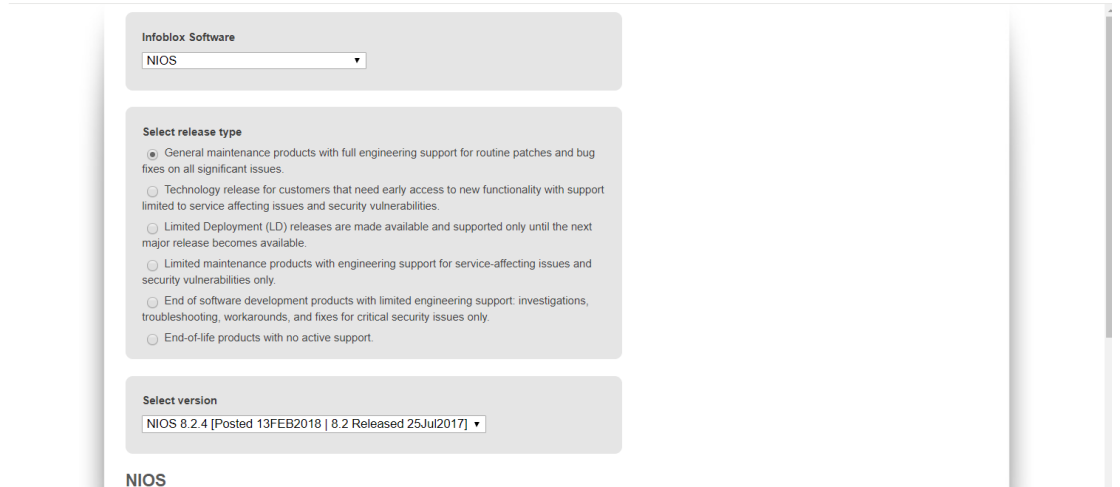 Infoblox Software
NIOS
Select release type
General maintenance products with full engineering support for routine patches and bug
fixes on all significant issues.
Technology release for customers that need early access to new functionality with support
limited to service affecting issues and security vulnerabilities.
Limited Deployment (LD) releases are made available and supported only until the next
major release becomes available.
Limited maintenance products with engineering support for service-affecting issues and
security vulnerabilities only.
End of software development products with limited engineering support: investigations,
troubleshooting, workarounds, and fixes for critical security issues only.
End-of-life products with no active support.
Select version
NIOS 8.2.4 [Posted 13FEB2018 | 8.2 Released 25Jul2017]
NIOS